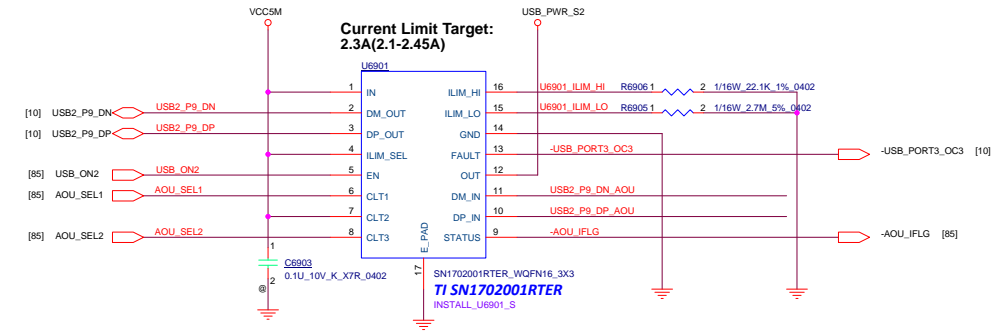 VCC5M
USB_PWR_S2
Current Limit Target:
2.3A(2.1-2.45A)
U6901
1 IN ILIM_HI 16 U6901_ILIM_HI R6906 1 2 1/16W_22.1K_1%_0402
[10] USB2_P9_DN USB2_P9_DN 2 DM_OUT ILIM_LO 15 U6901_ILIM_LO R6905 1 2 1/16W_2.7M_5%_0402
[10] USB2_P9_DP USB2_P9_DP 3 DP_OUT GND 14
4 ILIM_SEL FAULT 13 -USB_PORT3_OC3 -USB_PORT3_OC3 [10]
[85] USB_ON2 USB_ON2 5 EN OUT 12
[85] AOU_SEL1 AOU_SEL1 6 CLT1 DM_IN 11 USB2_P9_DN_AOU
7 CLT2 DP_IN 10 USB2_P9_DP_AOU
[85] AOU_SEL2 AOU_SEL2 8 CLT3 STATUS 9 -AOU_IFLG -AOU_IFLG [85]
E_PAD
17
1
C6903
0.1U_10V_K_X7R_0402
2
@
SN1702001RTER_WQFN16_3X3
TI SN1702001RTER
INSTALL_U6901_S